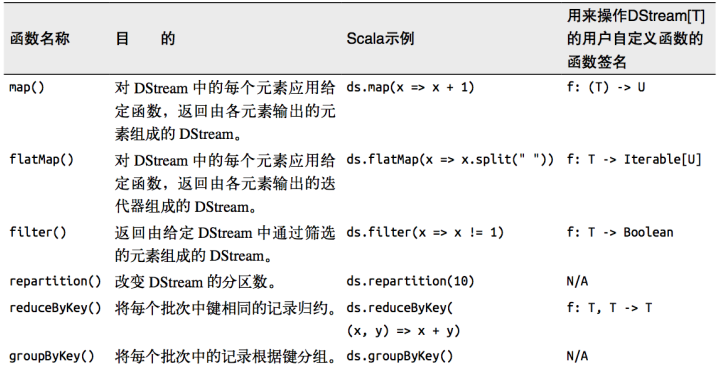 用来操作DStream[T]
函数名称 目 的 Scala示例 的用户自定义函数的
函数签名
map() 对 DStream 中的每个元素应用给 ds.map(x => x + 1) f: (T) -> U
定函数，返回由各元素输出的元
素组成的 DStream。
flatMap() 对 DStream 中的每个元素应用给 ds.flatMap(x => x.split(" ")) f: T -> Iterable[U]
定函数，返回由各元素输出的迭
代器组成的 DStream。
filter() 返回由给定 DStream 中通过筛选 ds.filter(x => x != 1) f: T -> Boolean
的元素组成的 DStream。
repartition() 改变 DStream 的分区数。 ds.repartition(10) N/A
reduceByKey() 将每个批次中键相同的记录归约。 ds.reduceByKey( f: T, T -> T
(x, y) => x + y)
groupByKey() 将每个批次中的记录根据键分组。 ds.groupByKey() N/A